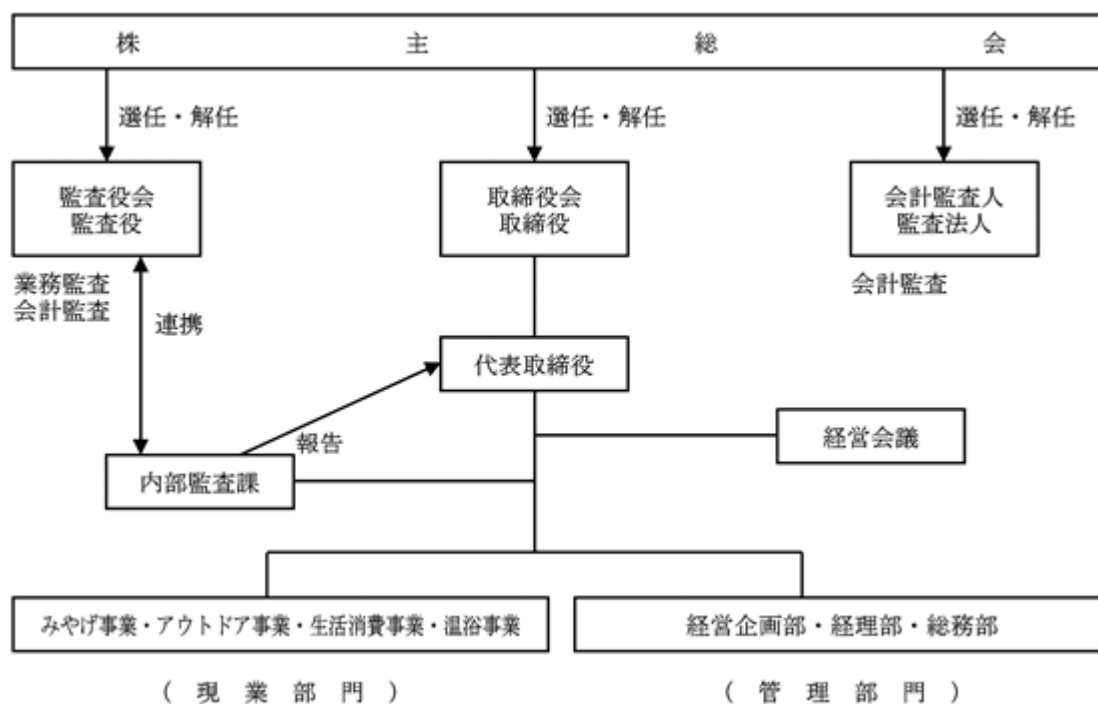 株主総会
選任・解任
選任・解任
選任・解任
監査役会
監査役
取締役会
取締役
会計監査人
監査法人
業務監査
会計監査
会計監査
連携
代表取締役
報告
経営会議
内部監査課
みやげ事業・アウトドア事業・生活消費事業・温浴事業
経営企画部・経理部・総務部
(現業部門)
(管理部門)